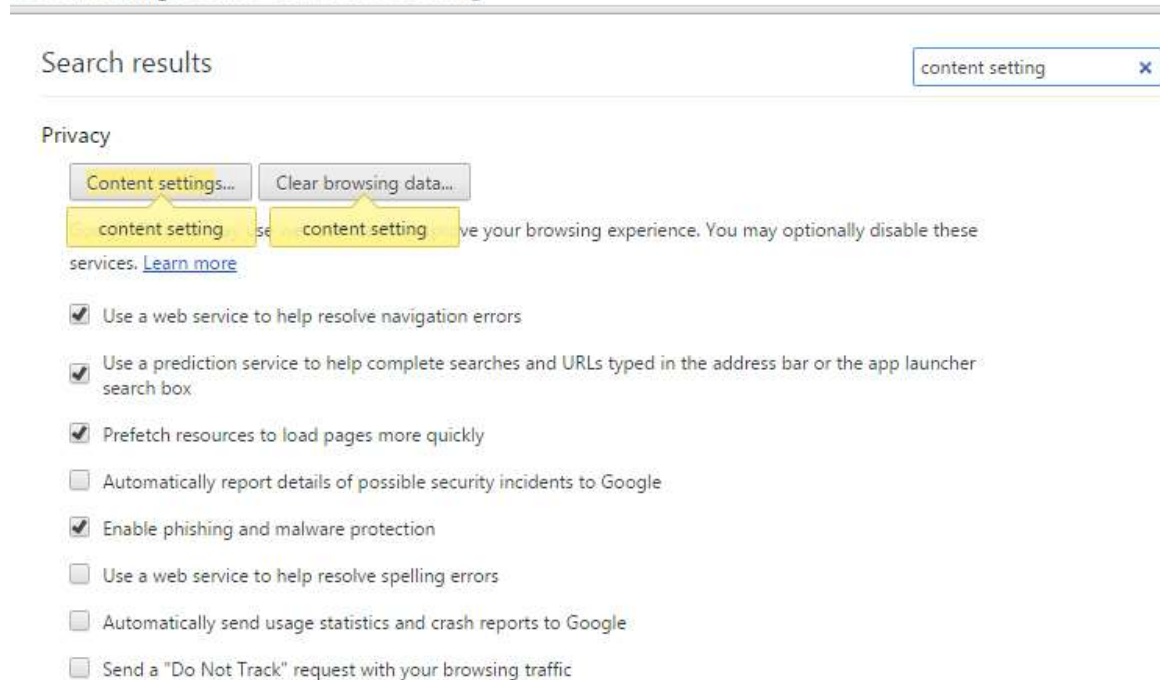 Search results
content setting ×
Privacy
Content settings... Clear browsing data...
content setting content setting ve your browsing experience. You may optionally disable these
services. Learn more
Use a web service to help resolve navigation errors
Use a prediction service to help complete searches and URLs typed in the address bar or the app launcher
search box
Prefetch resources to load pages more quickly
Automatically report details of possible security incidents to Google
Enable phishing and malware protection
Use a web service to help resolve spelling errors
Automatically send usage statistics and crash reports to Google
Send a "Do Not Track" request with your browsing traffic